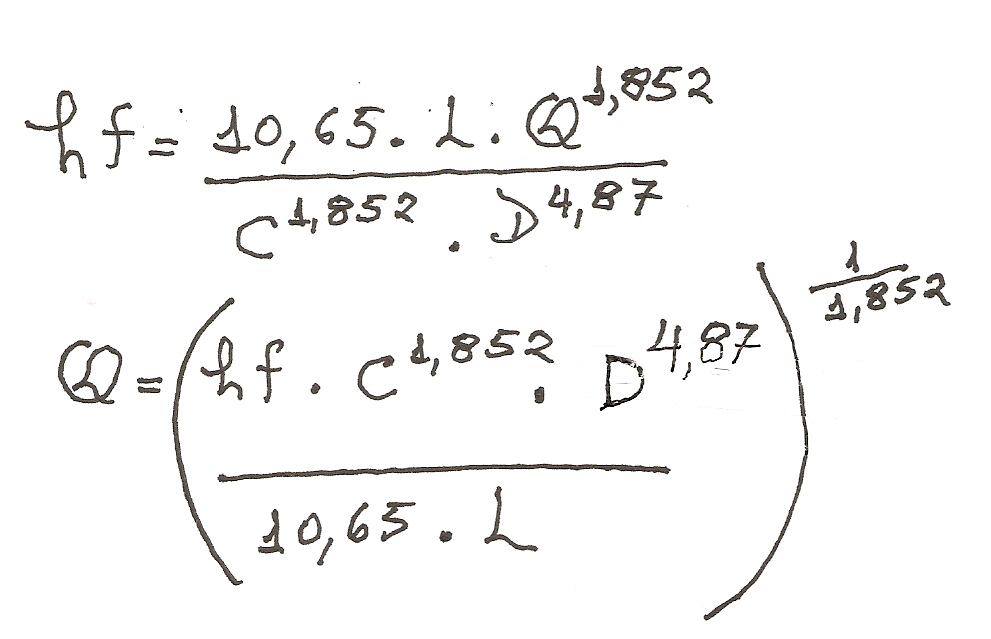 hf = 10,65 . L . Q^1,852
C^1,852 . D^4,87
Q = (hf . C^1,852 . D^4,87)^1/1,852
10,65 . L